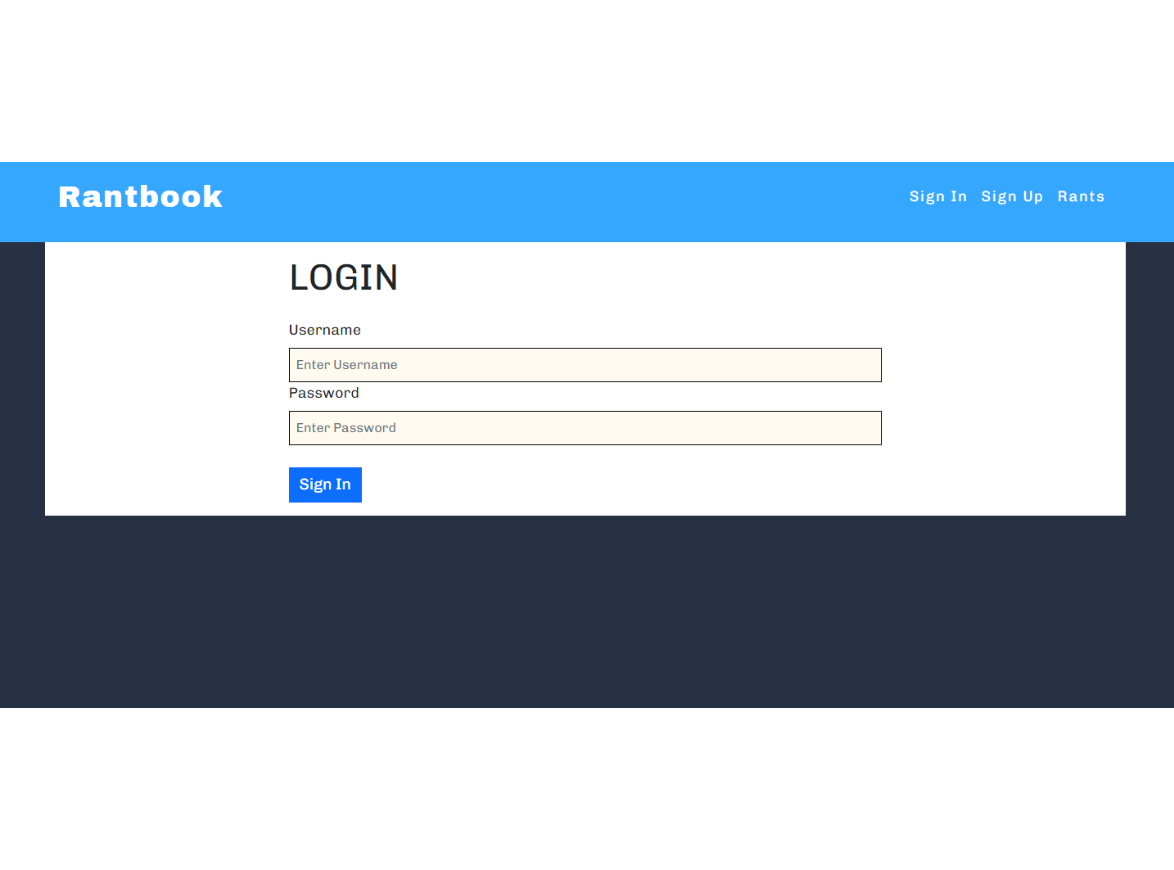 Rantbook
Sign In Sign Up Rants
LOGIN
Username
Enter Username
Password
Enter Password
Sign In